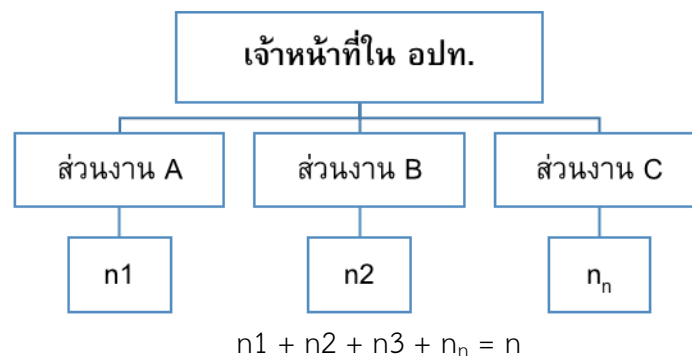 เจ้าหน้าที่ใน อปท.
ส่วนงาน A
ส่วนงาน B
ส่วนงาน C
n1
n2
nₙ
n1 + n2 + n3 + nₙ = n